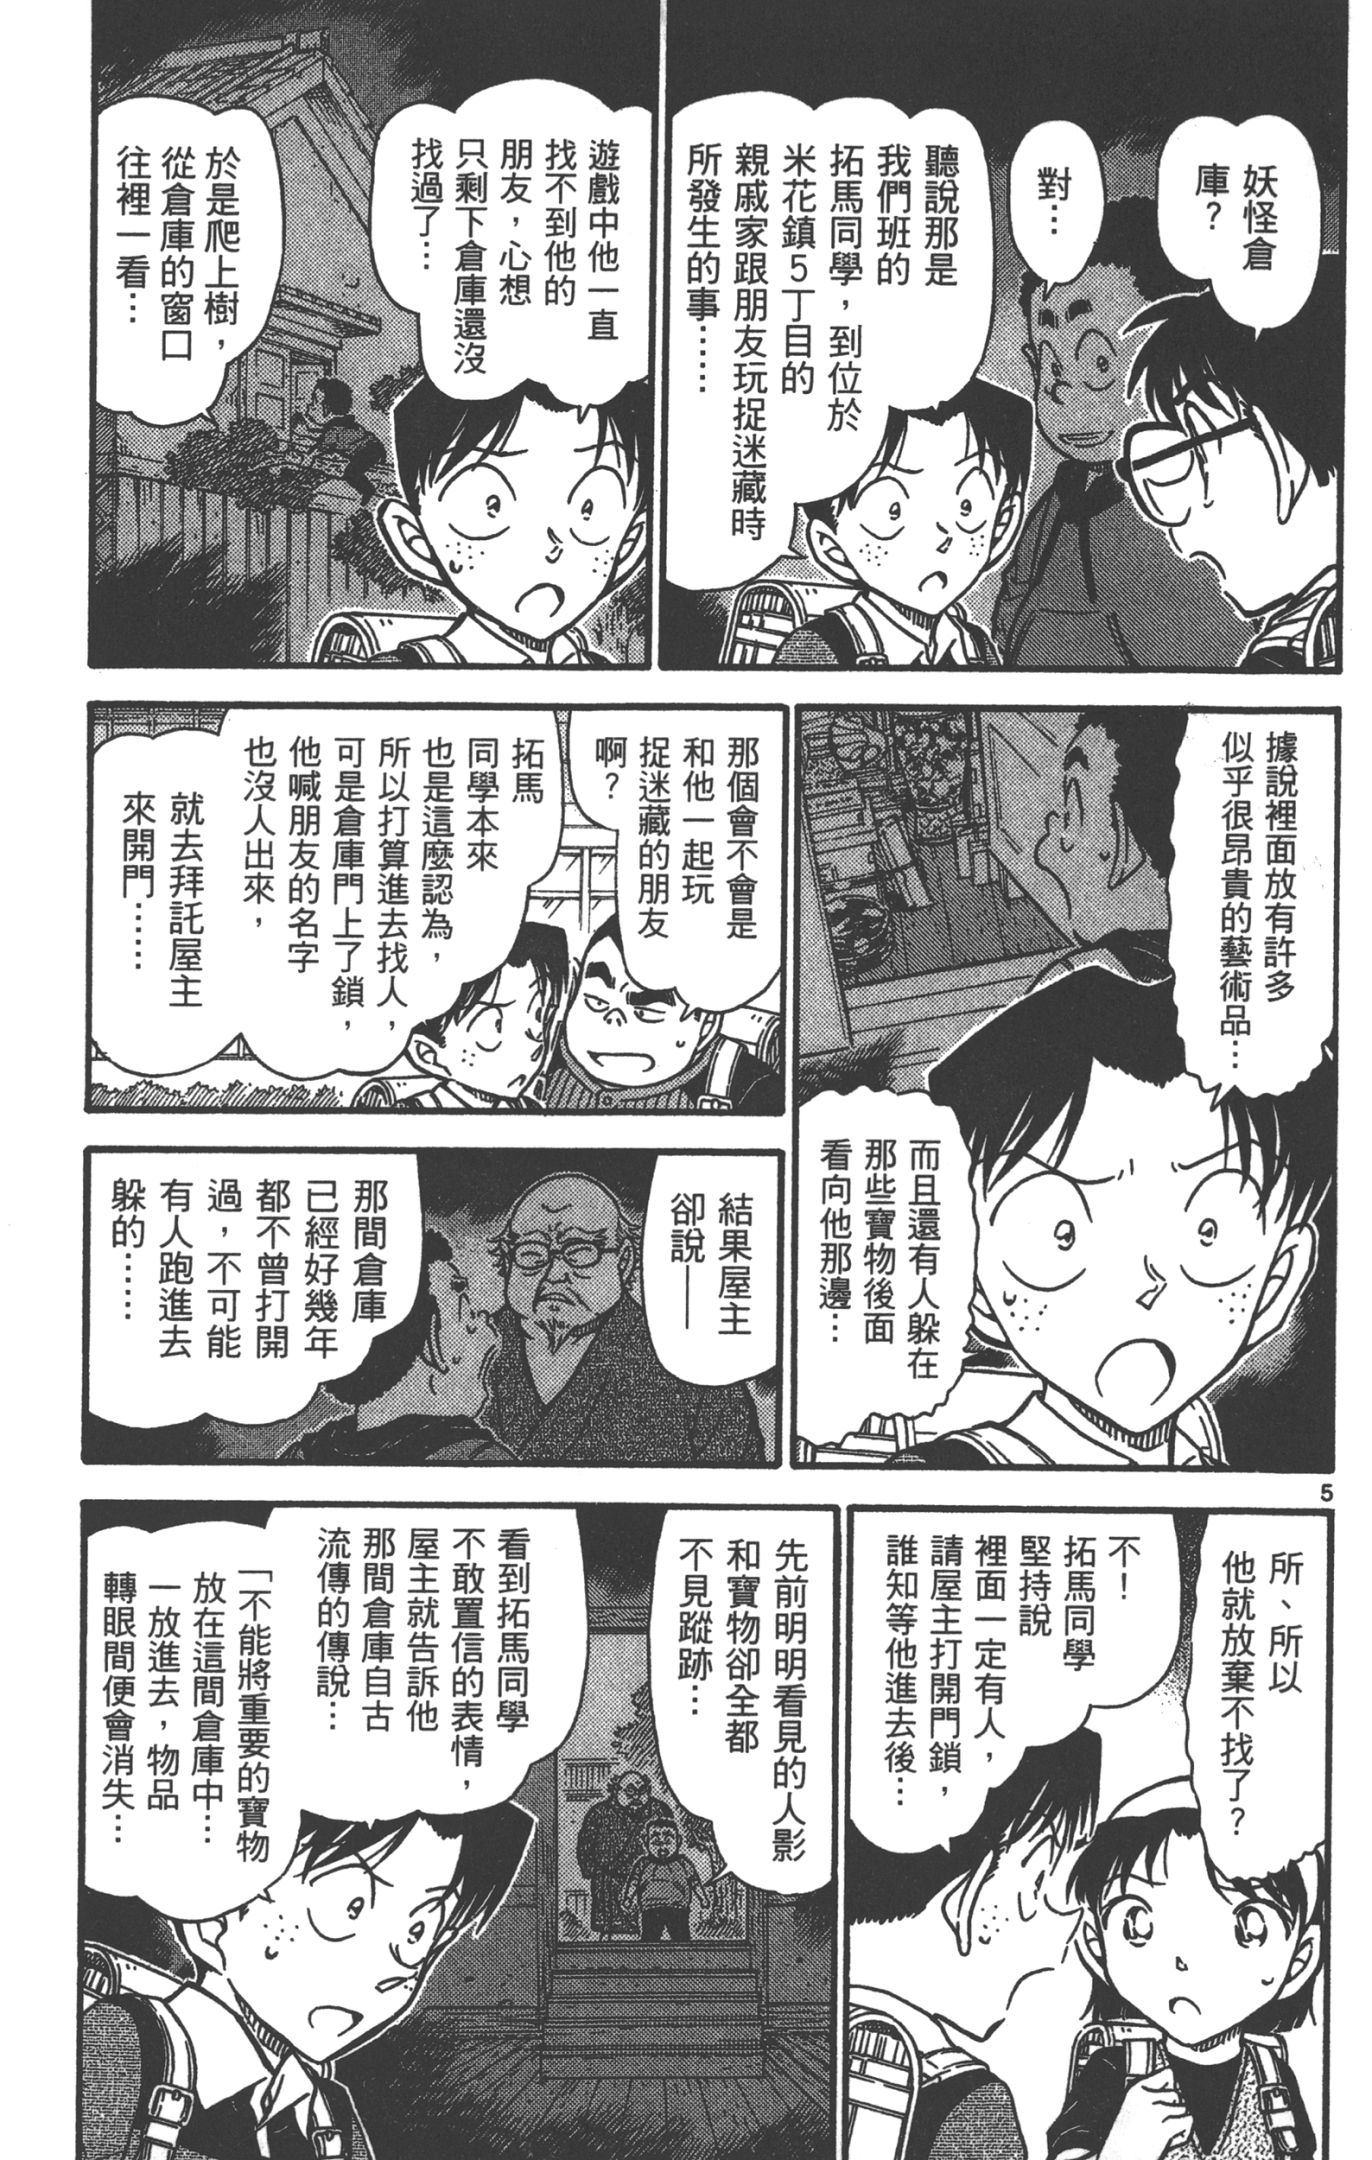 妖怪倉
庫？
對⋯
聽說那是
我們班的
拓馬同學，到位於
米花鎮5丁目的
親戚家跟朋友玩捉迷藏時
所發生的事⋯⋯
遊戲中他一直
找不到他的
朋友，心想
只剩下倉庫還沒
找過了⋯
於是爬上樹，
從倉庫的窗口
往裡一看⋯
據說裡面放有許多
似乎很昂貴的藝術品⋯
而且還有人躲在
那些寶物後面
看向他那邊⋯
那個會不會是
和他一起玩
捉迷藏的朋友
啊？
拓馬
同學本來
也是這麼認為，
所以打算進去找人，
可是倉庫門上了鎖，
他喊朋友的名字
也沒人出來，
就去拜託屋主
來開門⋯⋯
結果屋主
卻說——
那間倉庫
已經好幾年
都不曾打開
過，不可能
有人跑進去
躲的⋯⋯
5
所、所以
他就放棄不找了？
不！
拓馬同學
堅持說
裡面一定有人，
請屋主打開門鎖，
誰知等他進去後⋯
先前明明看見的人影
和寶物卻全都
不見蹤跡⋯
看到拓馬同學
不敢置信的表情，
屋主就告訴他
那間倉庫自古
流傳的傳說⋯
「不能將重要的寶物
放在這間倉庫中⋯
一放進去，物品
轉眼間便會消失⋯